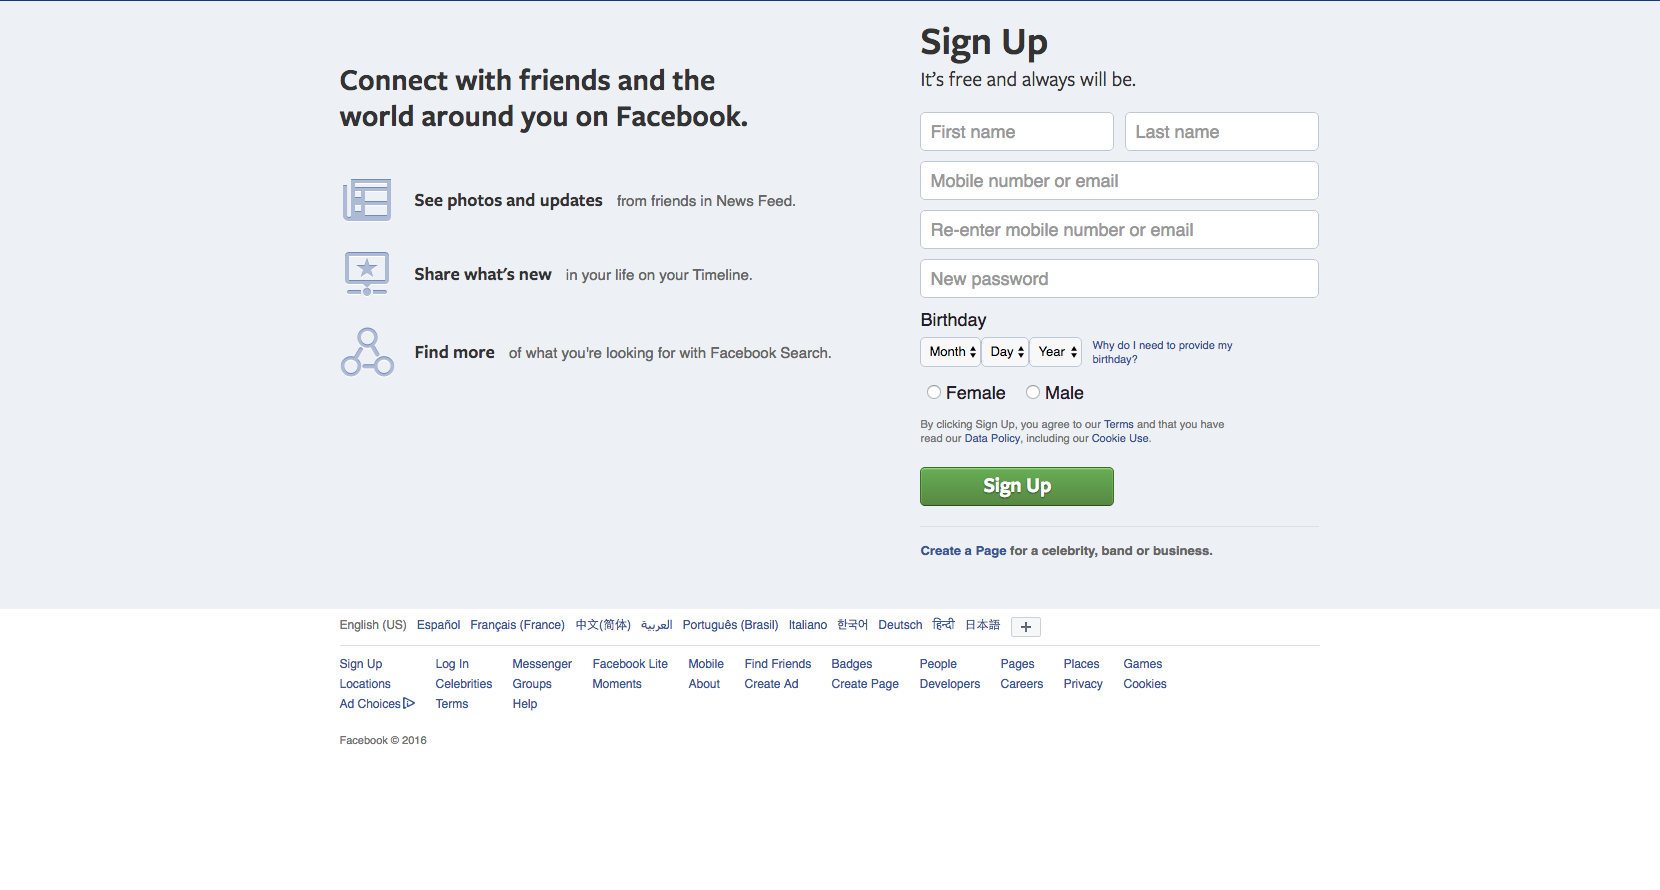 Connect with friends and the
world around you on Facebook.
See photos and updates from friends in News Feed.
Share what's new in your life on your Timeline.
Find more of what you're looking for with Facebook Search.
Sign Up
It's free and always will be.
First name Last name
Mobile number or email
Re-enter mobile number or email
New password
Birthday
Month Day Year Why do I need to provide my
birthday?
Female Male
By clicking Sign Up, you agree to our Terms and that you have
read our Data Policy, including our Cookie Use.
Sign Up
Create a Page for a celebrity, band or business.
English (US) Español Français (France) 中文(简体) العربية Português (Brasil) Italiano 한국어 Deutsch हिन्दी 日本語 +
Sign Up Log In Messenger Facebook Lite Mobile Find Friends Badges People Pages Places Games
Locations Celebrities Groups Moments About Create Ad Create Page Developers Careers Privacy Cookies
Ad Choices Terms Help
Facebook © 2016